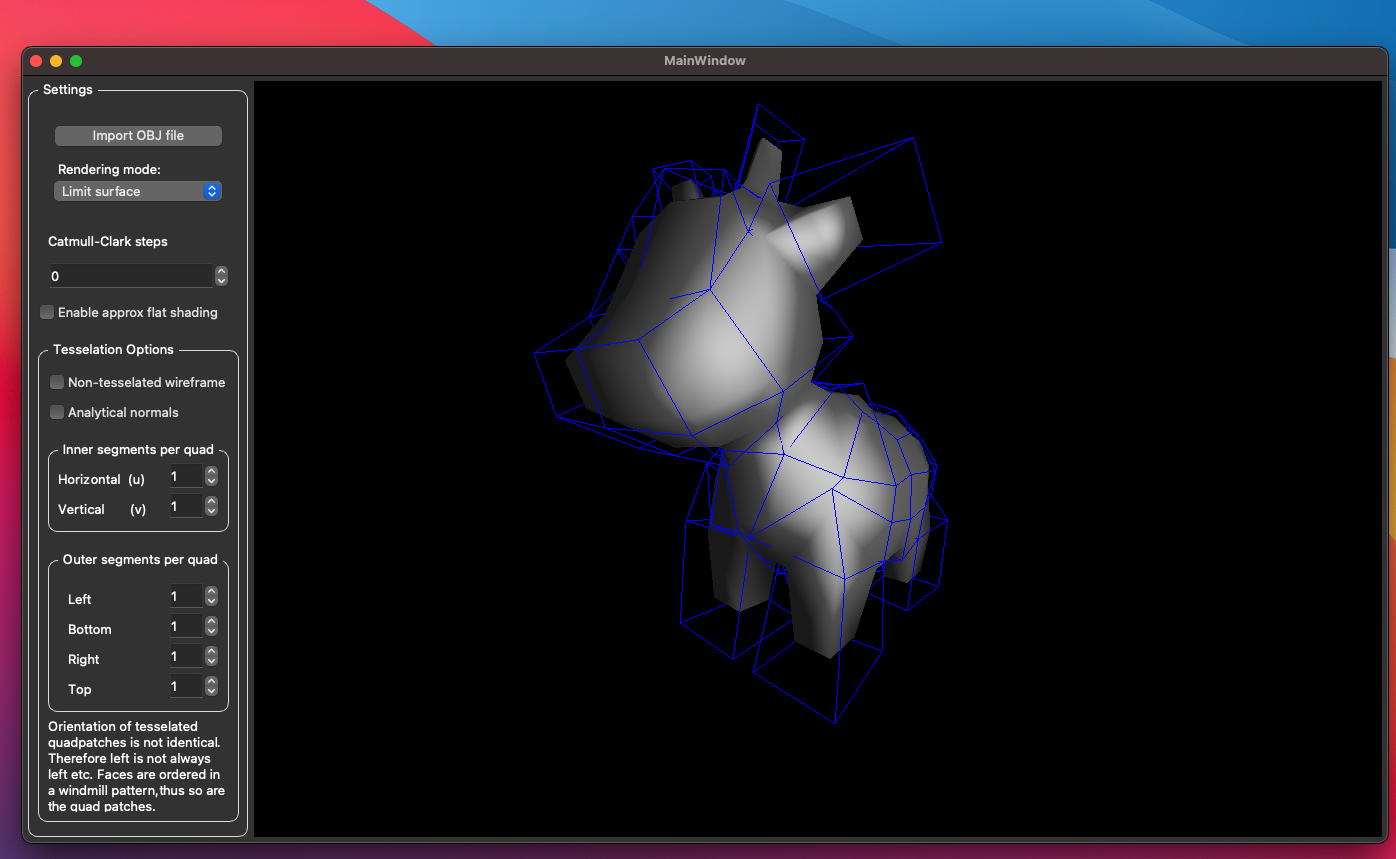 MainWindow
Settings
Import OBJ file
Rendering mode:
Limit surface
Catmull-Clark steps
0
Enable approx flat shading
Tesselation Options
Non-tesselated wireframe
Analytical normals
Inner segments per quad
Horizontal (u) 1
Vertical (v) 1
Outer segments per quad
Left 1
Bottom 1
Right 1
Top 1
Orientation of tesselated
quadpatches is not identical.
Therefore left is not always
left etc. Faces are ordered in
a windmill pattern,thus so are
the quad patches.